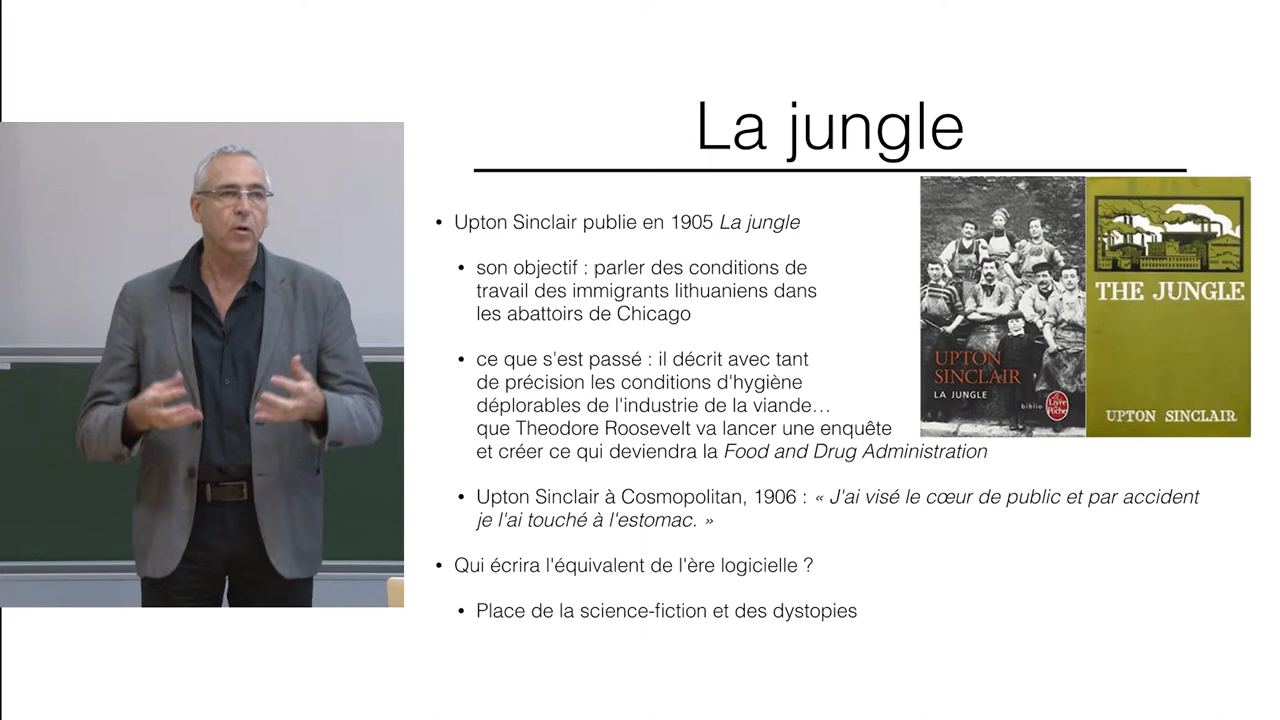 La jungle
• Upton Sinclair publie en 1905 La jungle
• son objectif : parler des conditions de
travail des immigrants lithuaniens dans
les abattoirs de Chicago
• ce que s'est passé : il décrit avec tant
de précision les conditions d'hygiène
déplorables de l'industrie de la viande…
que Theodore Roosevelt va lancer une enquête
et créer ce qui deviendra la Food and Drug Administration
• Upton Sinclair à Cosmopolitan, 1906 : « J'ai visé le cœur de public et par accident
je l'ai touché à l'estomac. »
• Qui écrira l'équivalent de l'ère logicielle ?
• Place de la science-fiction et des dystopies
UPTON
SINCLAIR
LA JUNGLE
biblio
Le
Livre
de
Poche
THE JUNGLE
UPTON SINCLAIR